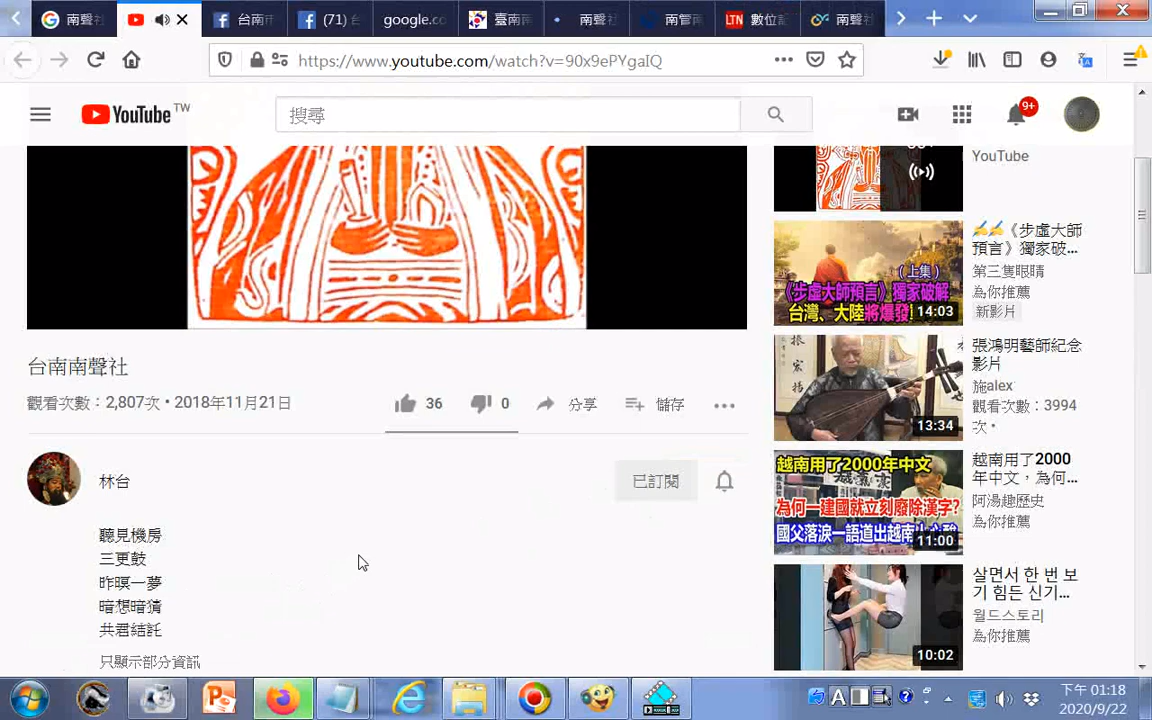 南聲社
台南市
(71) 台
google.co
臺南南
南聲社
南管南
LTN 數位記
南聲社
https://www.youtube.com/watch?v=90x9ePYgaIQ
YouTube TW
搜尋
9+
YouTube
台南南聲社
觀看次數：2,807次 • 2018年11月21日
36
0
分享
儲存
林台
已訂閱
聽見機房
三更鼓
昨暝一夢
暗想暗猜
共君結託
只顯示部分資訊
(上集)
《步虛大師預言》獨家破解
台灣、大陸將爆發!
14:03
✍✍《步虛大師
預言》獨家破...
第三隻眼睛
為你推薦
新影片
13:34
張鴻明藝師紀念
影片
施alex
觀看次數：3994
次 •
越南用了2000年中文
為何一建國就立刻廢除漢字?
11:00
越南用了2000
年中文，為何...
阿湯趣歷史
為你推薦
10:02
살면서 한 번 보
기 힘든 신기...
월드스토리
為你推薦
下午 01:18
2020/9/22